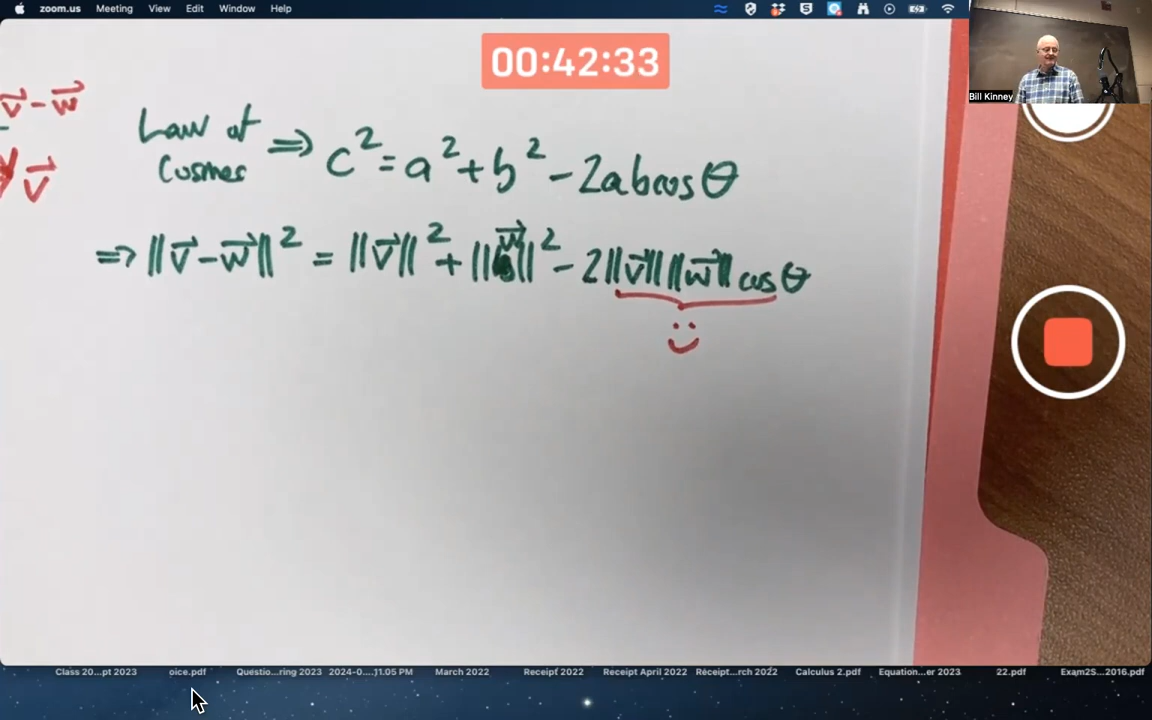 zoom.us Meeting View Edit Window Help
00:42:33
Bill Kinney
v⃗ - w⃗
v⃗
Law of
Cosines ⇒ c² = a² + b² - 2abcosθ
⇒ ||v⃗ - w⃗||² = ||v⃗||² + ||w⃗||² - 2||v⃗|| ||w⃗|| cosθ
Class 20...pt 2023 oice.pdf Questio...ring 2023 2024-0....11.05 PM March 2022 Receipt 2022 Receipt April 2022 Receipt...rch 2022 Calculus 2.pdf Equation...er 2023 22.pdf Exam2S...2016.pdf